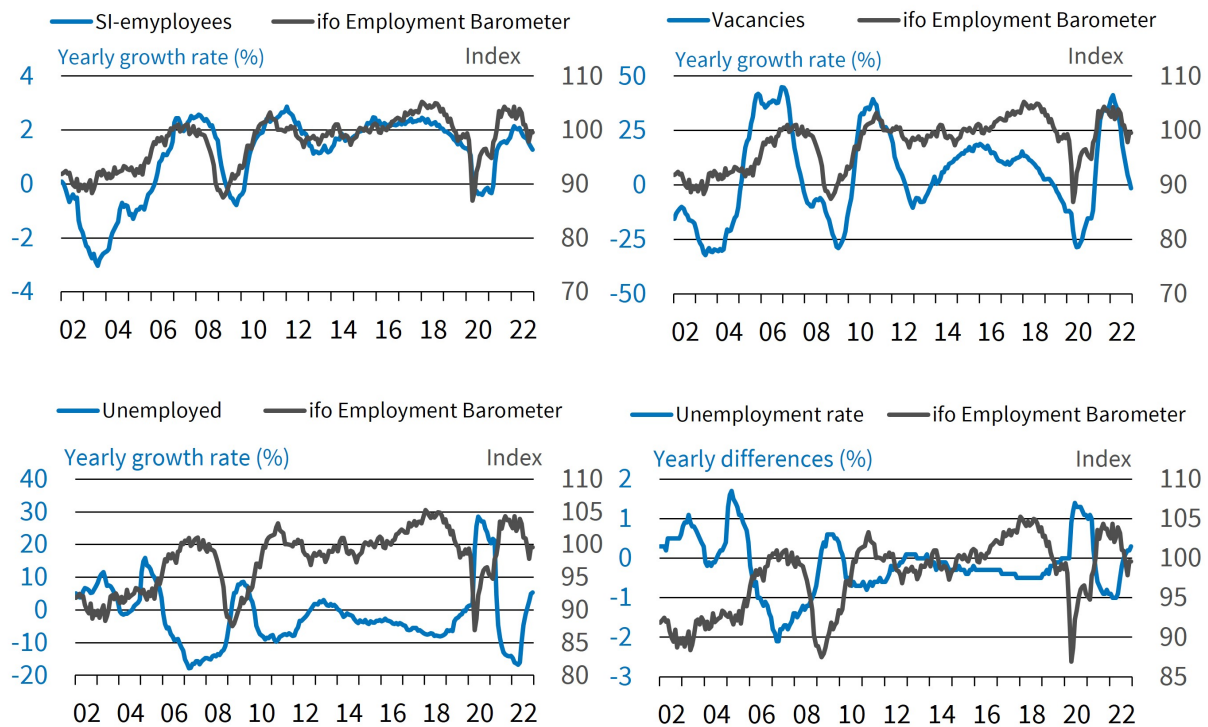 SI-emyployees ifo Employment Barometer
Yearly growth rate (%) Index
4 110
2 100
0 90
-2 80
-4 70
02 04 06 08 10 12 14 16 18 20 22
Vacancies ifo Employment Barometer
Yearly growth rate (%) Index
50 110
25 100
0 90
-25 80
-50 70
02 04 06 08 10 12 14 16 18 20 22
Unemployed ifo Employment Barometer
Yearly growth rate (%) Index
40 110
30 105
20 100
10 95
0 90
-10 85
-20 80
02 04 06 08 10 12 14 16 18 20 22
Unemployment rate ifo Employment Barometer
Yearly differences (%) Index
2 110
1 105
0 100
-1 95
-2 90
-3 85
02 04 06 08 10 12 14 16 18 20 22